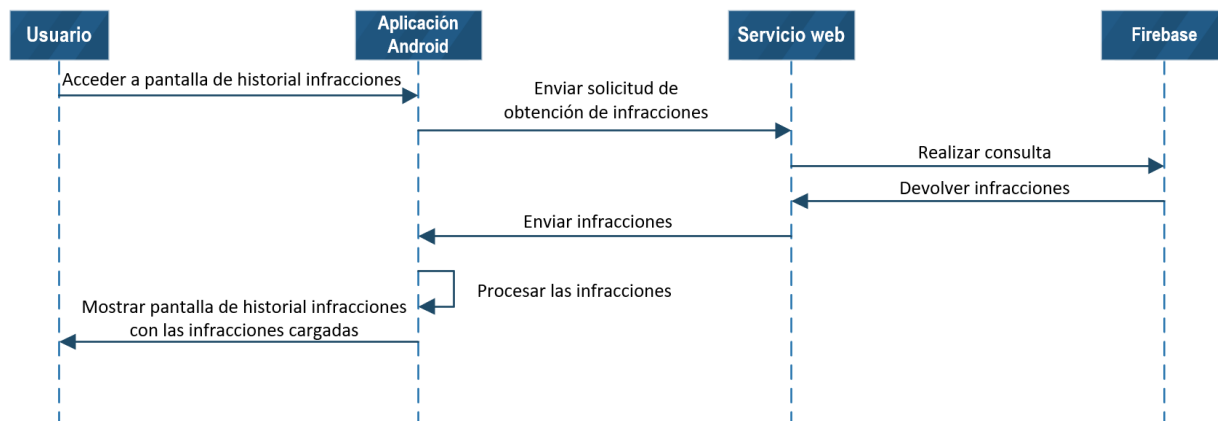 Usuario
Aplicación
Android
Servicio web
Firebase
Acceder a pantalla de historial infracciones
Enviar solicitud de
obtención de infracciones
Realizar consulta
Devolver infracciones
Enviar infracciones
Procesar las infracciones
Mostrar pantalla de historial infracciones
con las infracciones cargadas